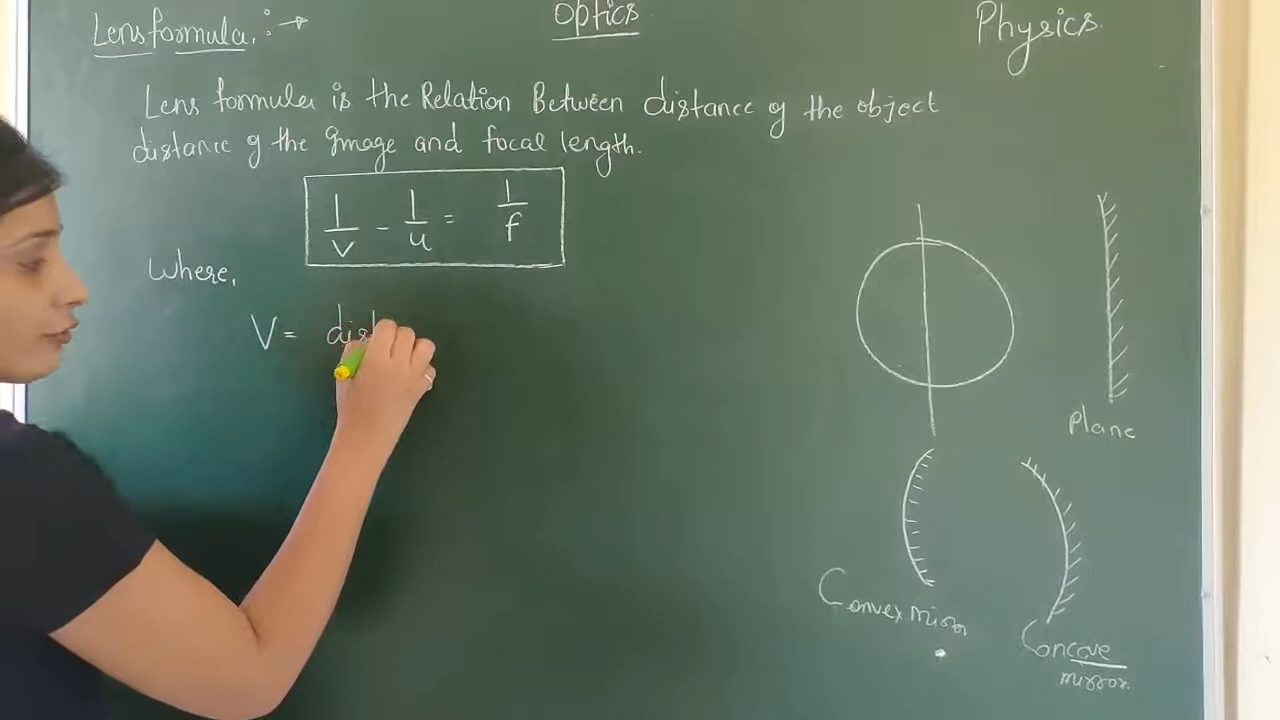 Lens formula :→
Optics
Physics.
Lens formula is the Relation Between distance of the object
distance of the Image and focal length.
1/v - 1/u = 1/f
Where,
V = dist
Plane
Convex mirror
Concave
mirror